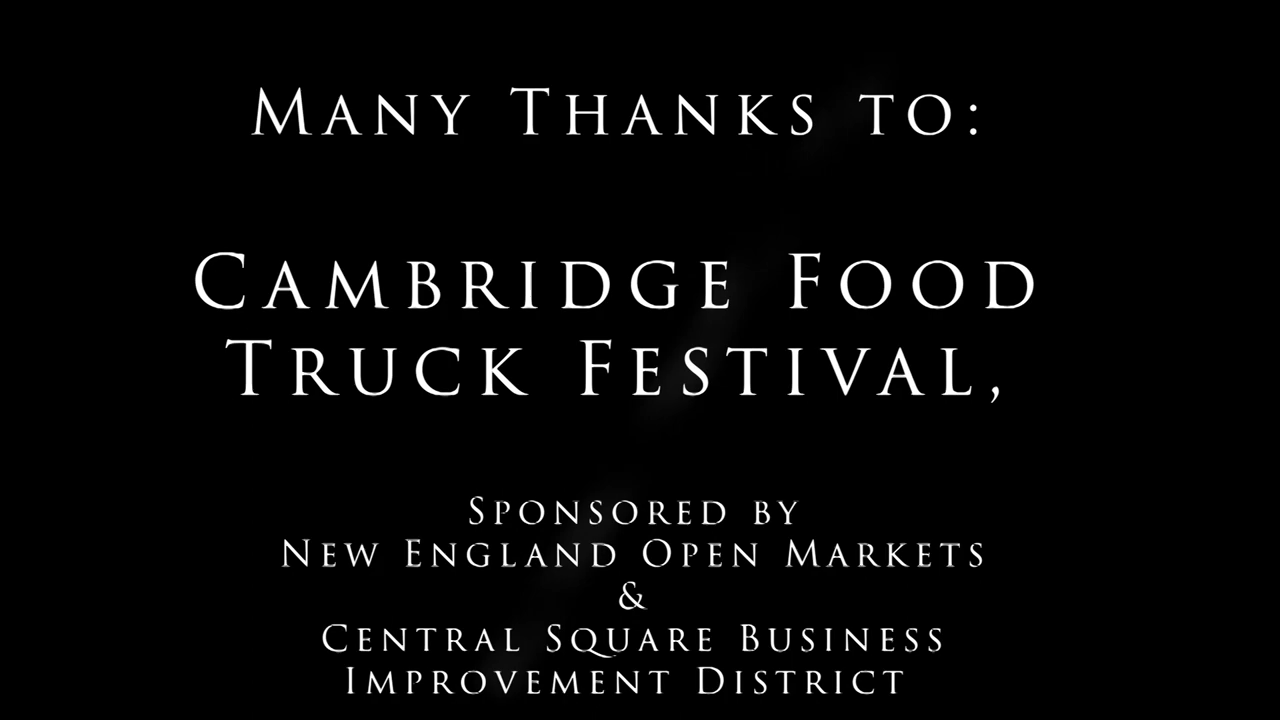 Many Thanks to:
Cambridge Food
Truck Festival,
Sponsored by
New England Open Markets
&
Central Square Business
Improvement District